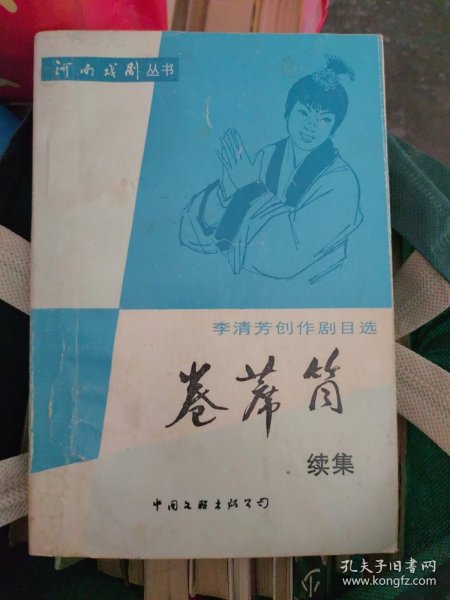 河南戏剧丛书
李清芳创作剧目选
卷席筒
续集
中国文联出版公司
孔夫子旧书网
www.kongfz.com